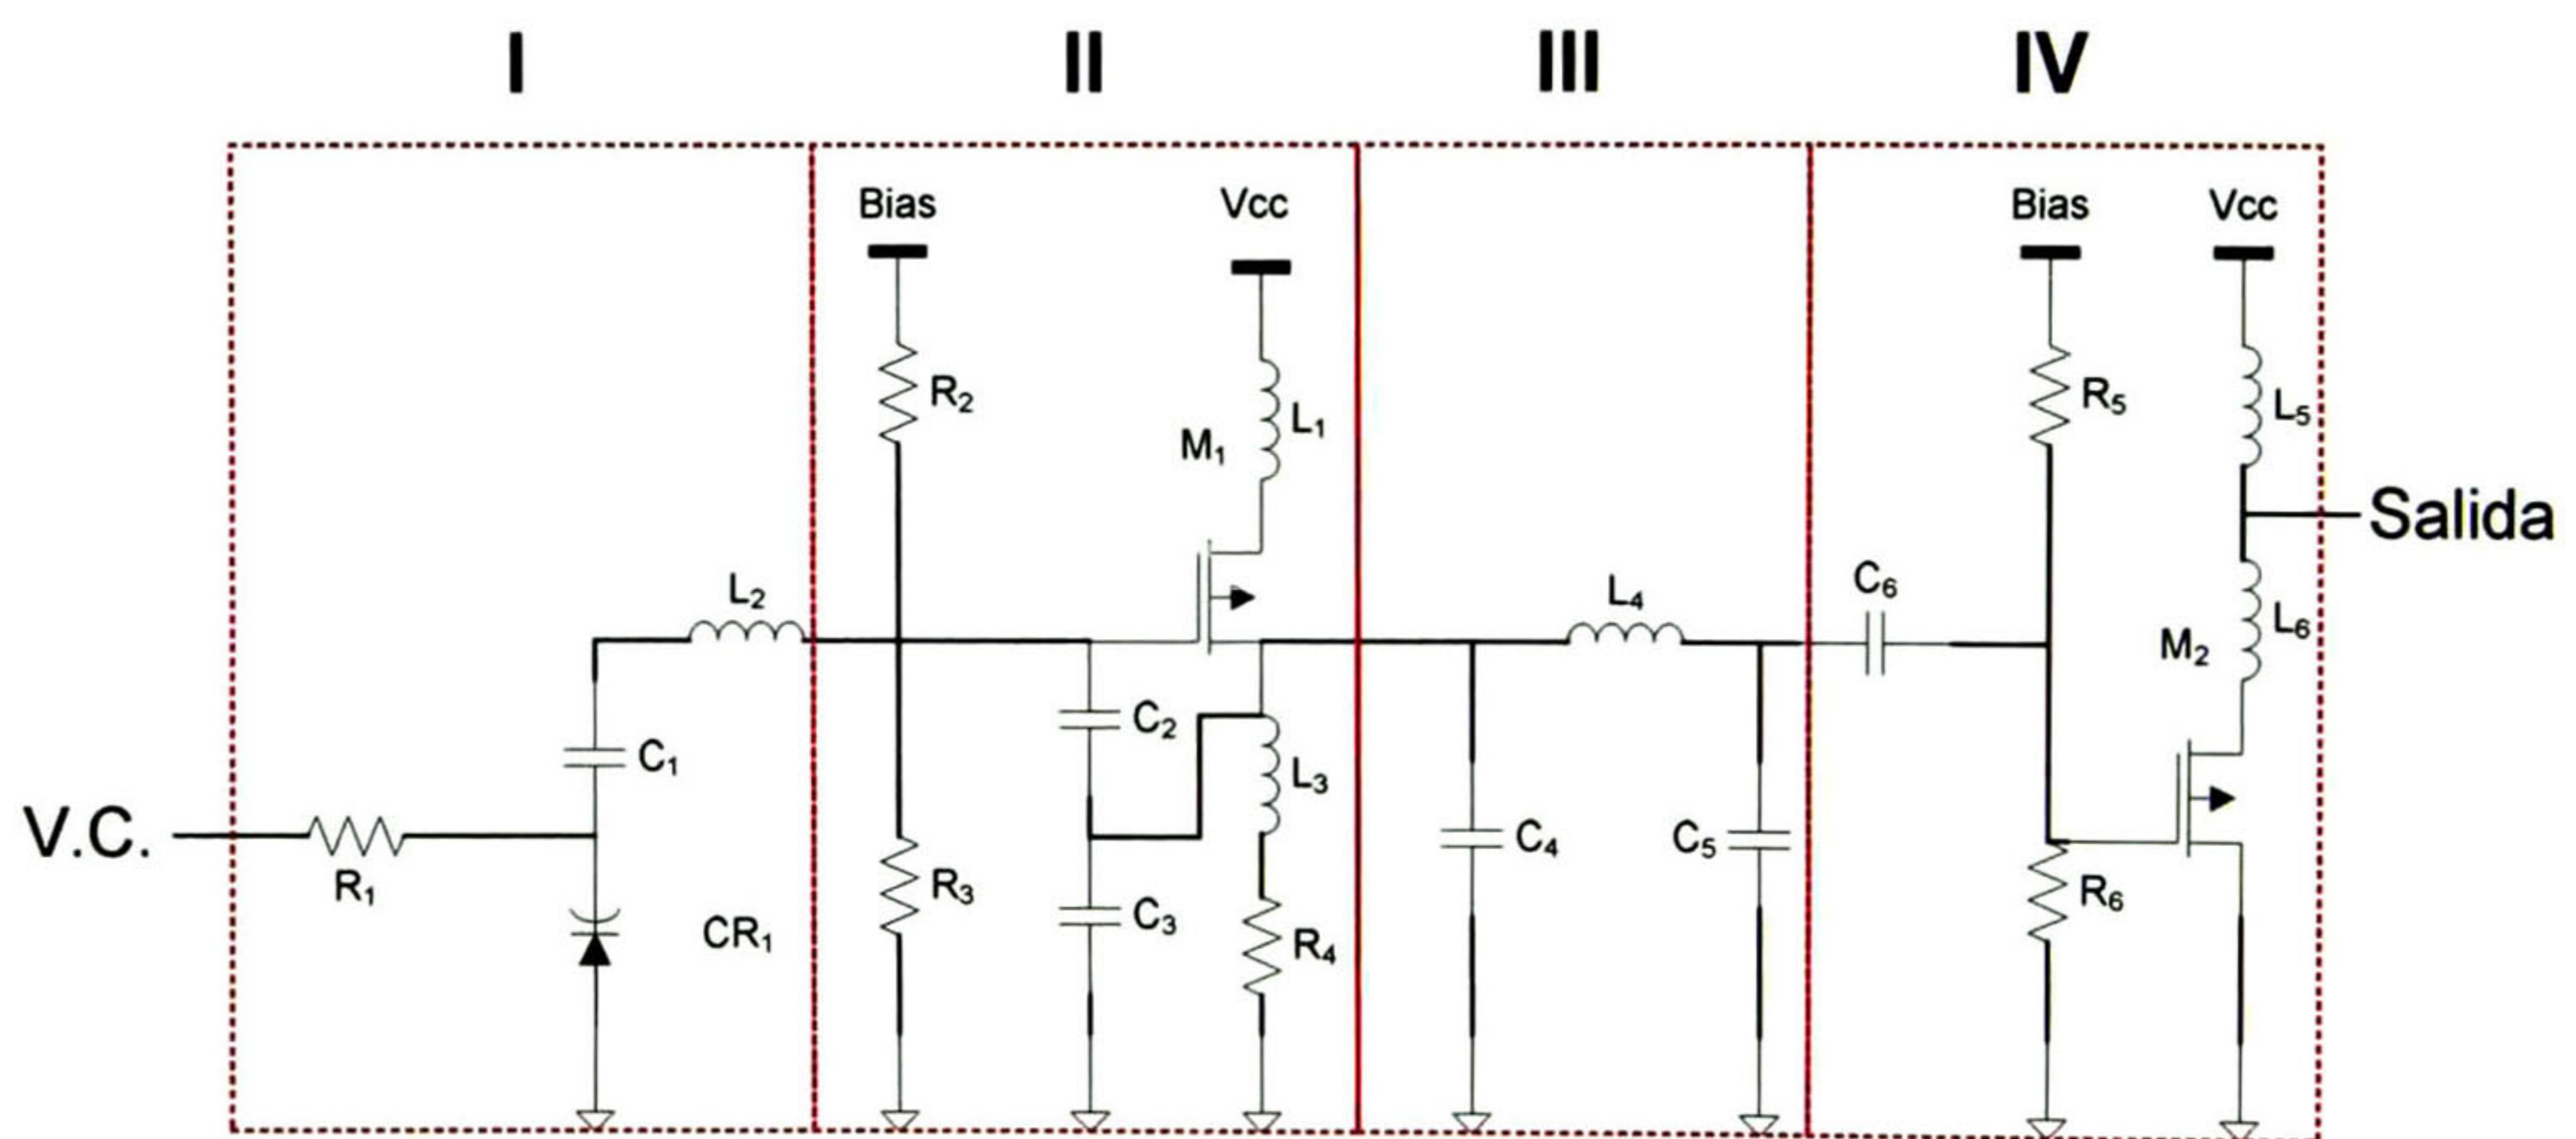 I II III IV
Bias Vcc Bias Vcc
R₂ L₁ M₁ R₅ L₅
Salida
L₂ L₄ C₆ L₆ M₂
C₁ C₂ L₃
V.C. R₁ C₄ C₅
CR₁ R₃ C₃ R₄ R₆